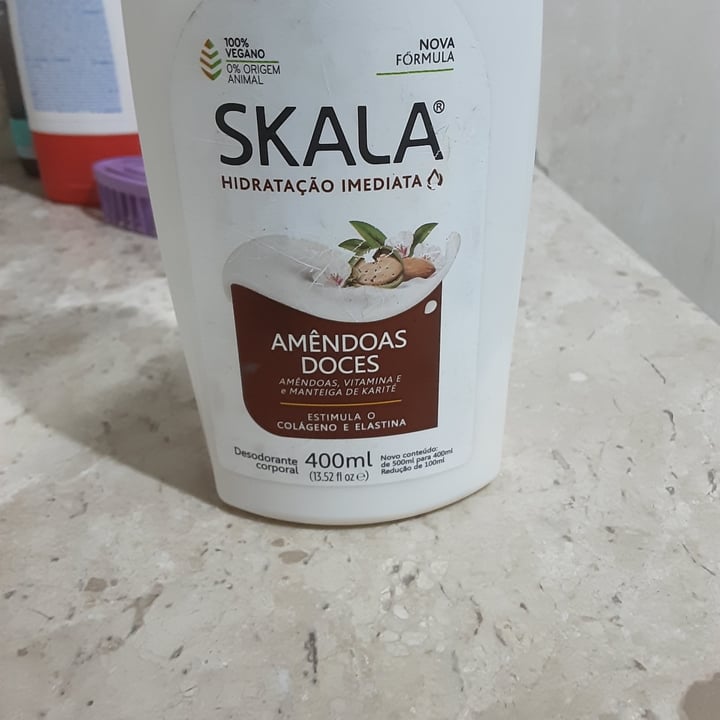 100%
VEGANO
0% ORIGEM
ANIMAL
NOVA
FÓRMULA
SKALA®
HIDRATAÇÃO IMEDIATA
AMÊNDOAS
DOCES
AMÊNDOAS, VITAMINA E
e MANTEIGA DE KARITÉ
ESTIMULA O
COLÁGENO E ELASTINA
Desodorante
corporal
400ml
(13.52 fl oz ℮)
Novo conteúdo:
de 500ml para 400ml
Redução de 100ml